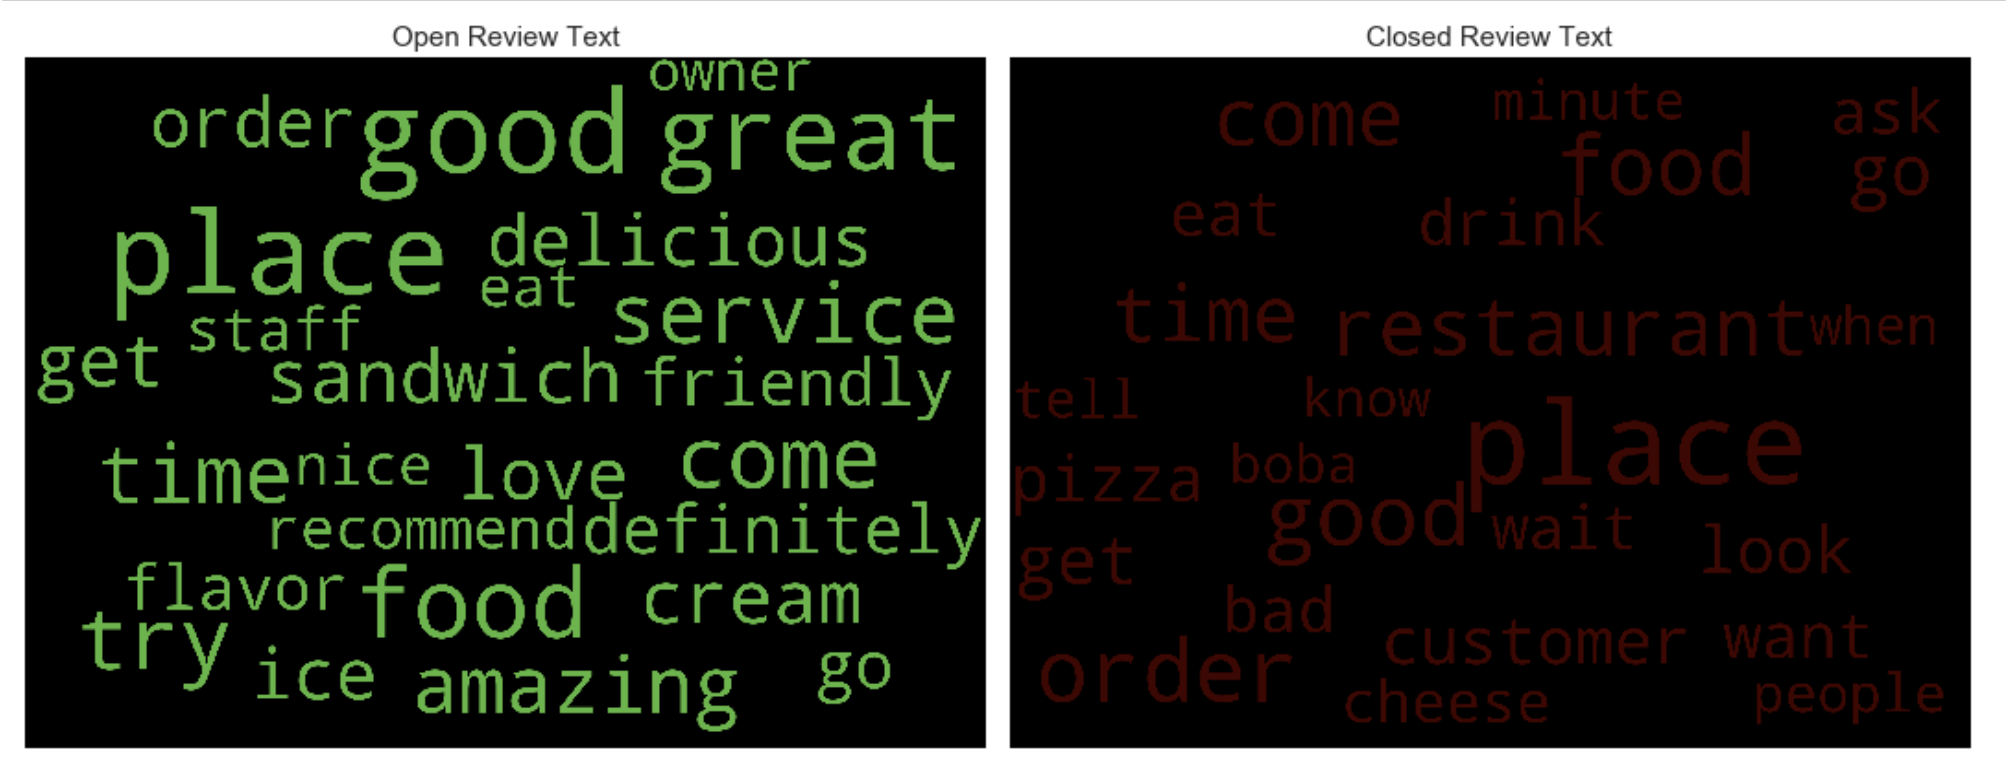 Open Review Text
owner
order good great
place delicious
eat
service
staff
get sandwich friendly
time nice love come
recommend definitely
flavor food cream
try
ice amazing go
Closed Review Text
come minute ask
food go
eat drink
time restaurant when
tell know
place
pizza boba
good wait look
get
bad
customer want
order
cheese people